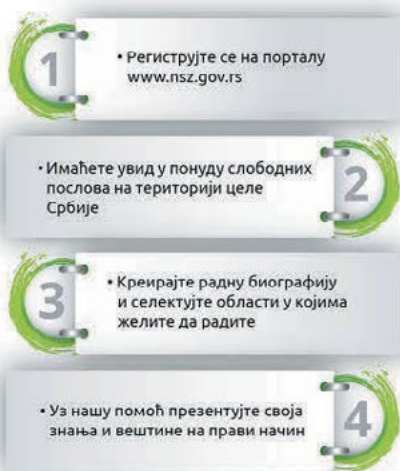 1
• Региструјте се на порталу
www.nsz.gov.rs
• Имаћете увид у понуду слободних
послова на територији целе
Србије
2
3
• Креирајте радну биографију
и селектујте области у којима
желите да радите
• Уз нашу помоћ презентујте своја
знања и вештине на прави начин
4